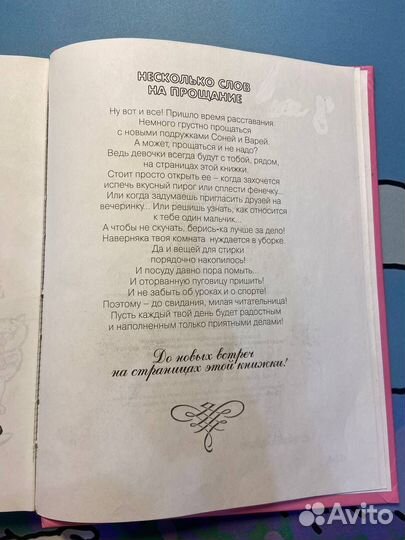 НЕСКОЛЬКО СЛОВ
НА ПРОЩАНИЕ
Ну вот и все! Пришло время расставания.
Немного грустно прощаться
с новыми подружками Соней и Варей.
А может, прощаться и не надо?
Ведь девочки всегда будут с тобой, рядом,
на страницах этой книжки.
Стоит просто открыть ее – когда захочется
испечь вкусный пирог или сплести фенечку...
Или когда задумаешь пригласить друзей на
вечеринку... Или решишь узнать, как относится
к тебе один мальчик...
А чтобы не скучать, берись-ка лучше за дело!
Наверняка твоя комната нуждается в уборке.
Да и вещей для стирки
порядочно накопилось!
И посуду давно пора помыть...
И оторванную пуговицу пришить!
И не забыть об уроках и о спорте!
Поэтому – до свидания, милая читательница!
Пусть каждый твой день будет радостным
и наполненным только приятными делами!
До новых встреч
на страницах этой книжки!
Avito